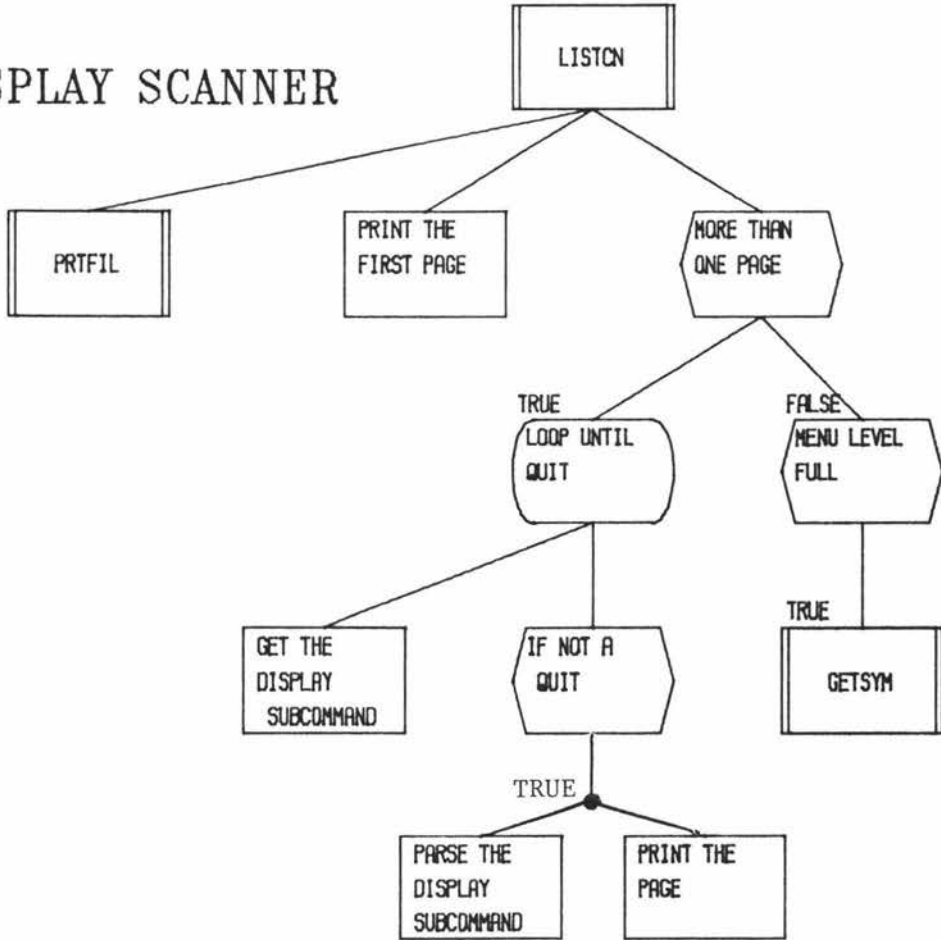 LISTCN
SPLAY SCANNER
PRTFIL
PRINT THE
FIRST PAGE
MORE THAN
ONE PAGE
TRUE
LOOP UNTIL
QUIT
FALSE
MENU LEVEL
FULL
GET THE
DISPLAY
SUBCOMMAND
IF NOT A
QUIT
TRUE
GETSYM
TRUE
PARSE THE
DISPLAY
SUBCOMMAND
PRINT THE
PAGE